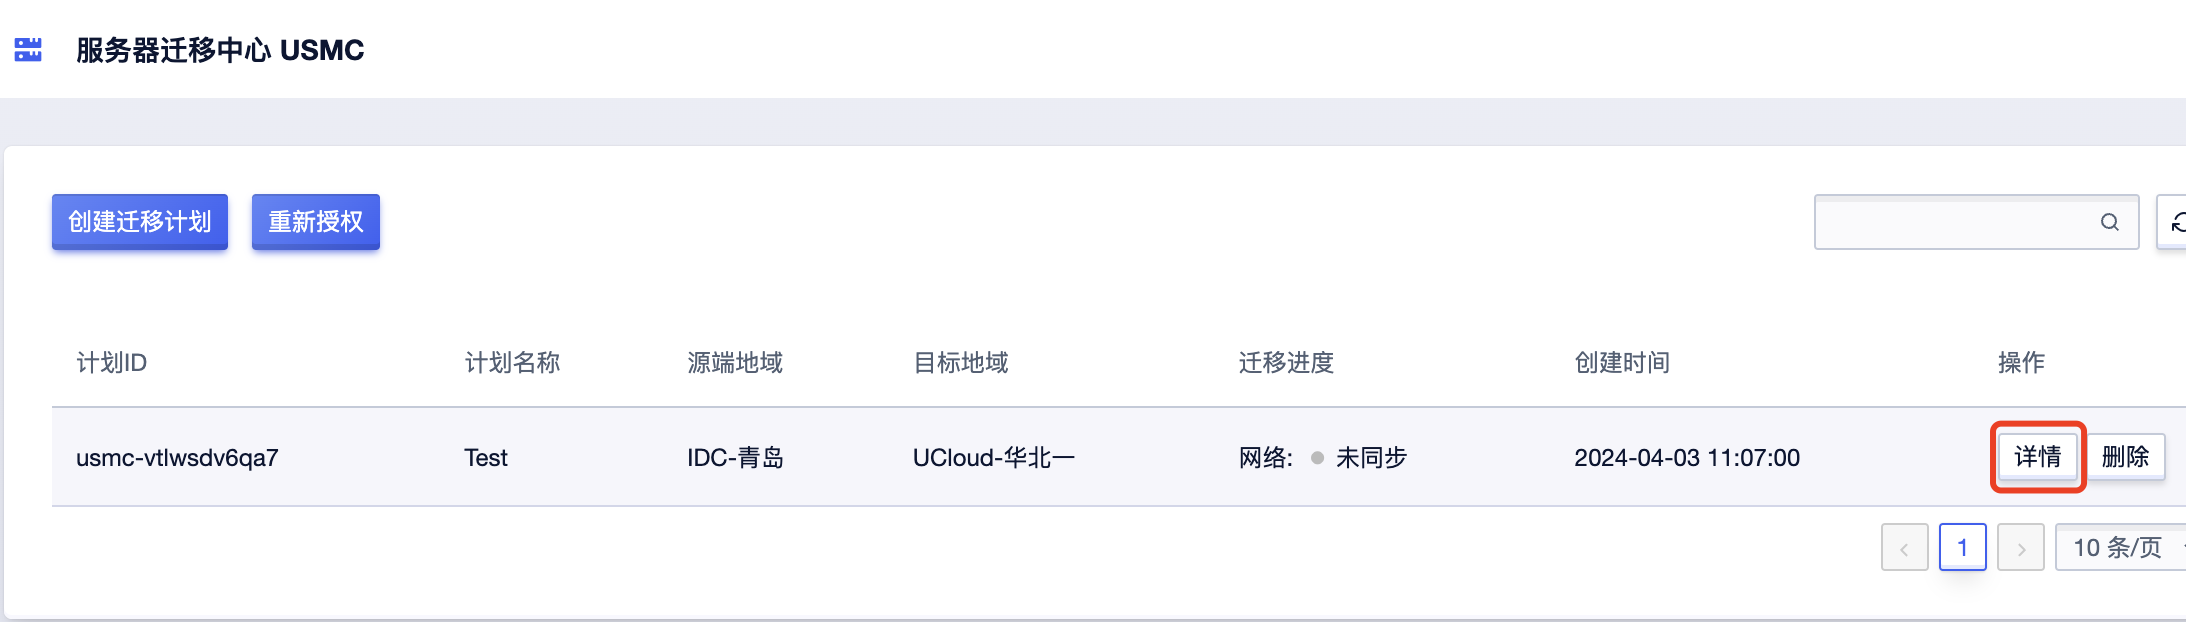 服务器迁移中心 USMC
创建迁移计划 重新授权
计划ID 计划名称 源端地域 目标地域 迁移进度 创建时间 操作
usmc-vtlwsdv6qa7 Test IDC-青岛 UCloud-华北一 网络: 未同步 2024-04-03 11:07:00 详情 删除
1 10 条/页